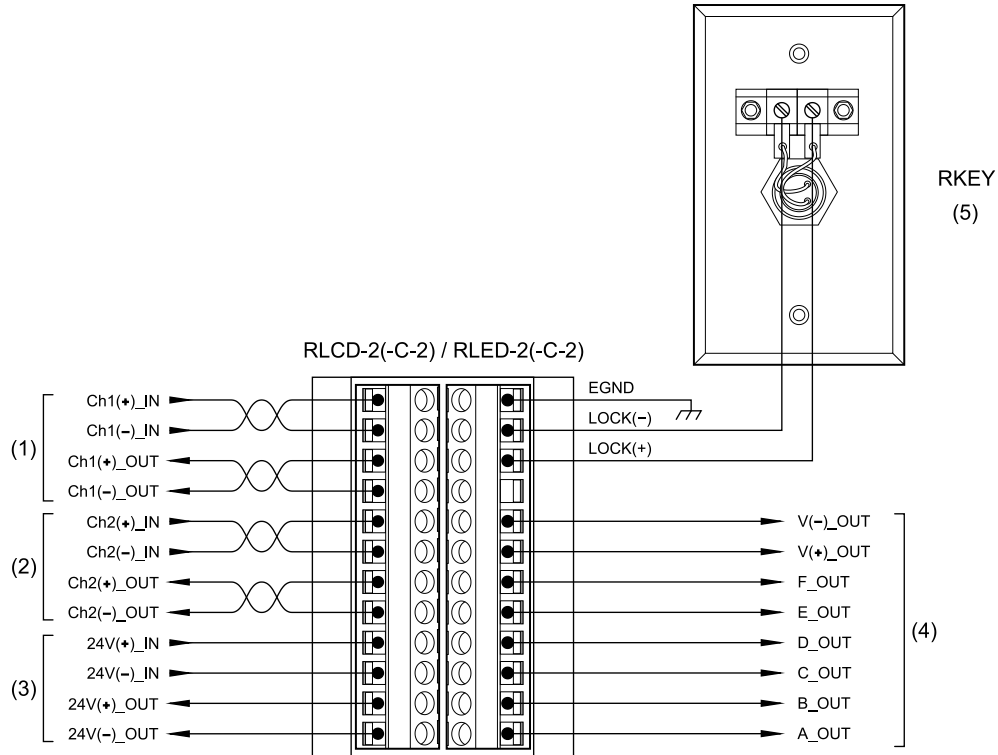 RKEY
(5)
RLCD-2(-C-2) / RLED-2(-C-2)
(1)
Ch1(+)_IN
Ch1(−)_IN
Ch1(+)_OUT
Ch1(−)_OUT
(2)
Ch2(+)_IN
Ch2(−)_IN
Ch2(+)_OUT
Ch2(−)_OUT
(3)
24V(+)_IN
24V(−)_IN
24V(+)_OUT
24V(−)_OUT
EGND
LOCK(−)
LOCK(+)
V(−)_OUT
V(+)_OUT
F_OUT
E_OUT
D_OUT
C_OUT
B_OUT
A_OUT
(4)